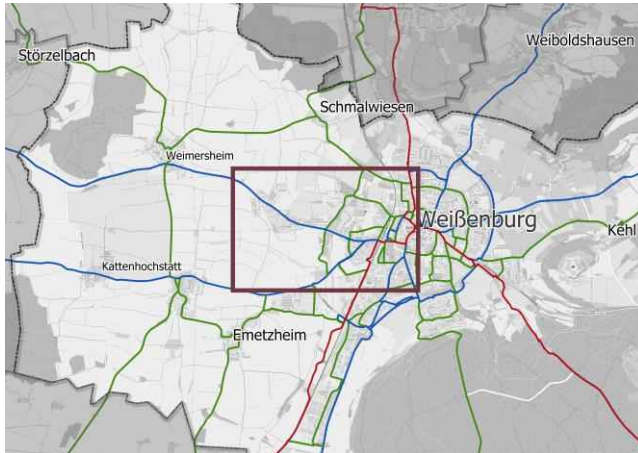 Weiboldshausen
Störzelbach
Schmalwiesen
Weimersheim
Weißenburg
Kehl
Kattenhochstatt
Emetzheim